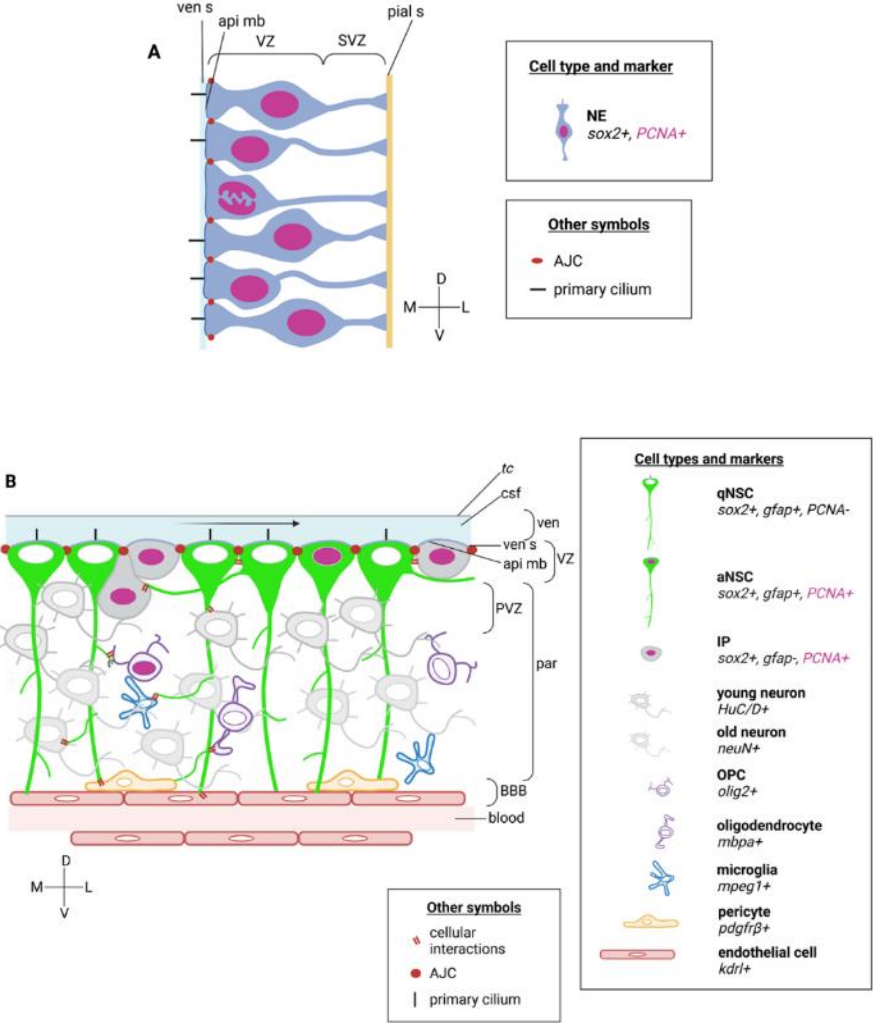 ven s
api mb
pial s
VZ
SVZ
A
Cell type and marker
NE
sox2+, PCNA+
Other symbols
AJC
primary cilium
D
M
L
V
B
tc
csf
ven
ven s
api mb
VZ
PVZ
par
BBB
blood
D
M
L
V
Cell types and markers
qNSC
sox2+, gfap+, PCNA-
aNSC
sox2+, gfap+, PCNA+
IP
sox2+, gfap-, PCNA+
young neuron
HuC/D+
old neuron
neuN+
OPC
olig2+
oligodendrocyte
mbpa+
microglia
mpeg1+
pericyte
pdgfrβ+
endothelial cell
kdrl+
Other symbols
cellular
interactions
AJC
primary cilium